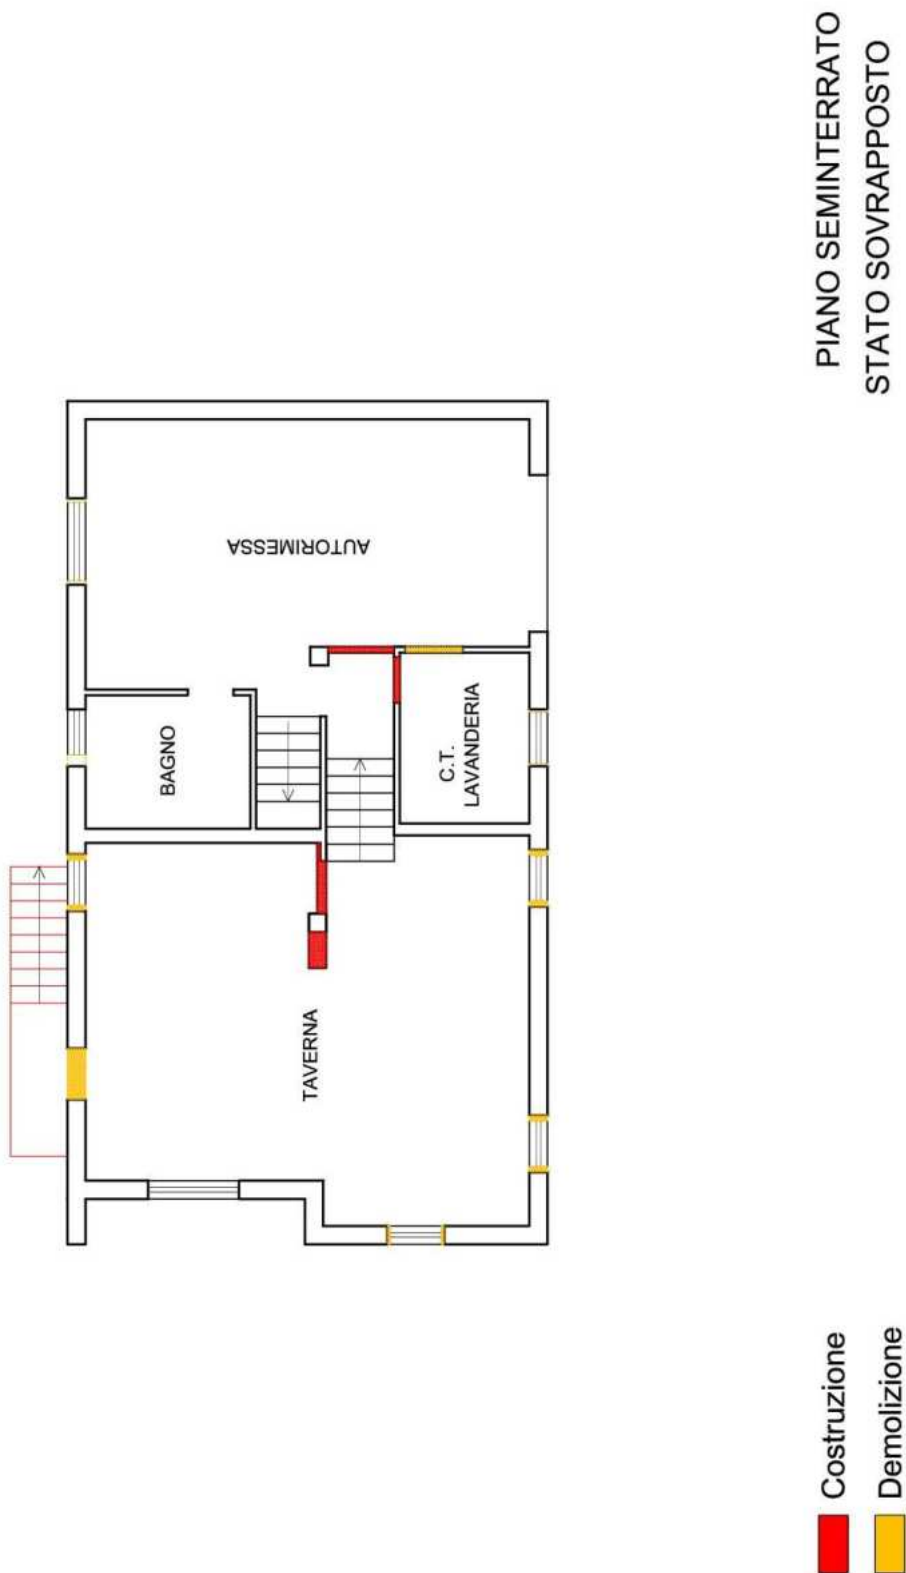 PIANO SEMINTERRATO
STATO SOVRAPPOSTO
AUTORIMESSA
BAGNO
C.T.
LAVANDERIA
TAVERNA
Costruzione
Demolizione